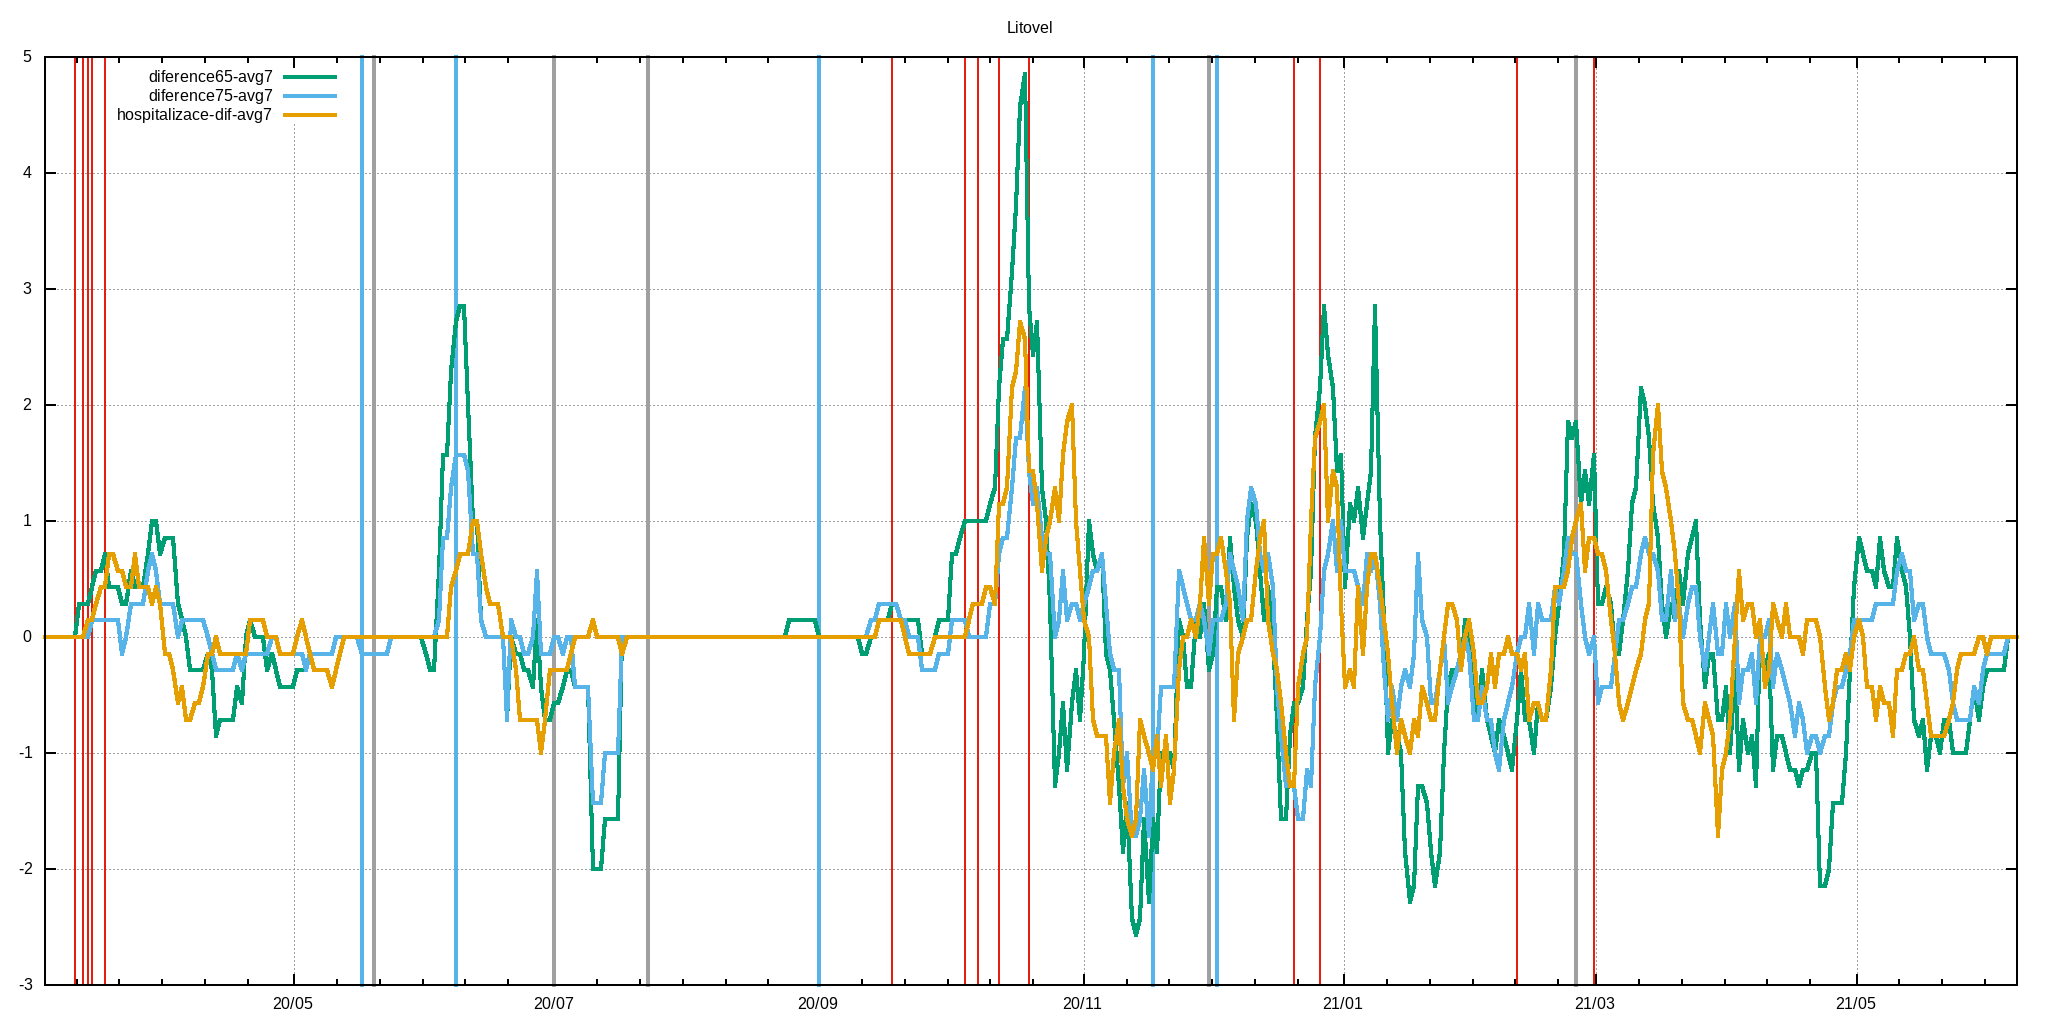 Litovel
5
diference65-avg7
diference75-avg7
hospitalizace-dif-avg7
4
3
2
1
0
-1
-2
-3
20/05 20/07 20/09 20/11 21/01 21/03 21/05